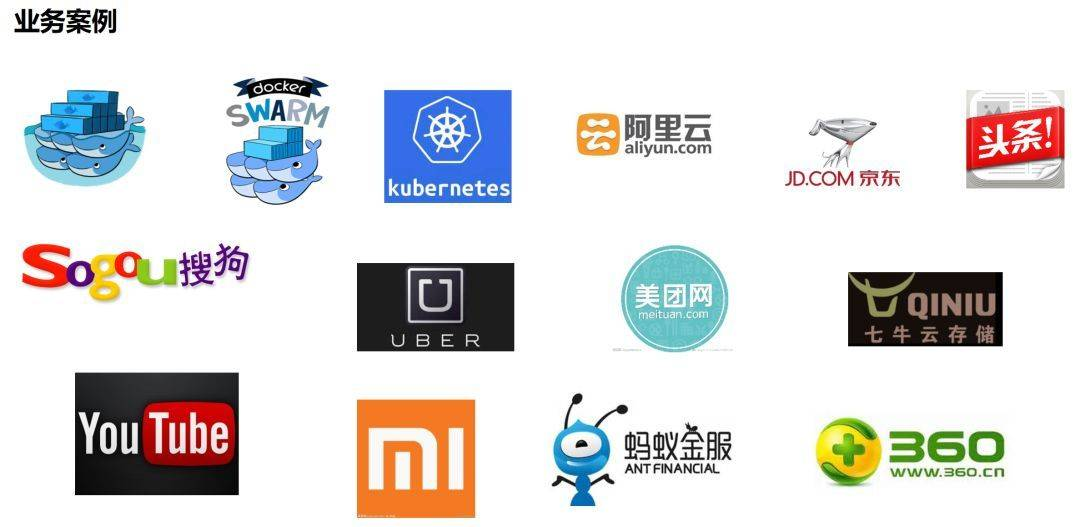 业务案例
docker
SWARM
kubernetes
阿里云
aliyun.com
JD.COM 京东
头条!
Sogou搜狗
UBER
美团网
meituan.com
QINIU
七牛云存储
You Tube
mi
蚂蚁金服
ANT FINANCIAL
360
www.360.cn